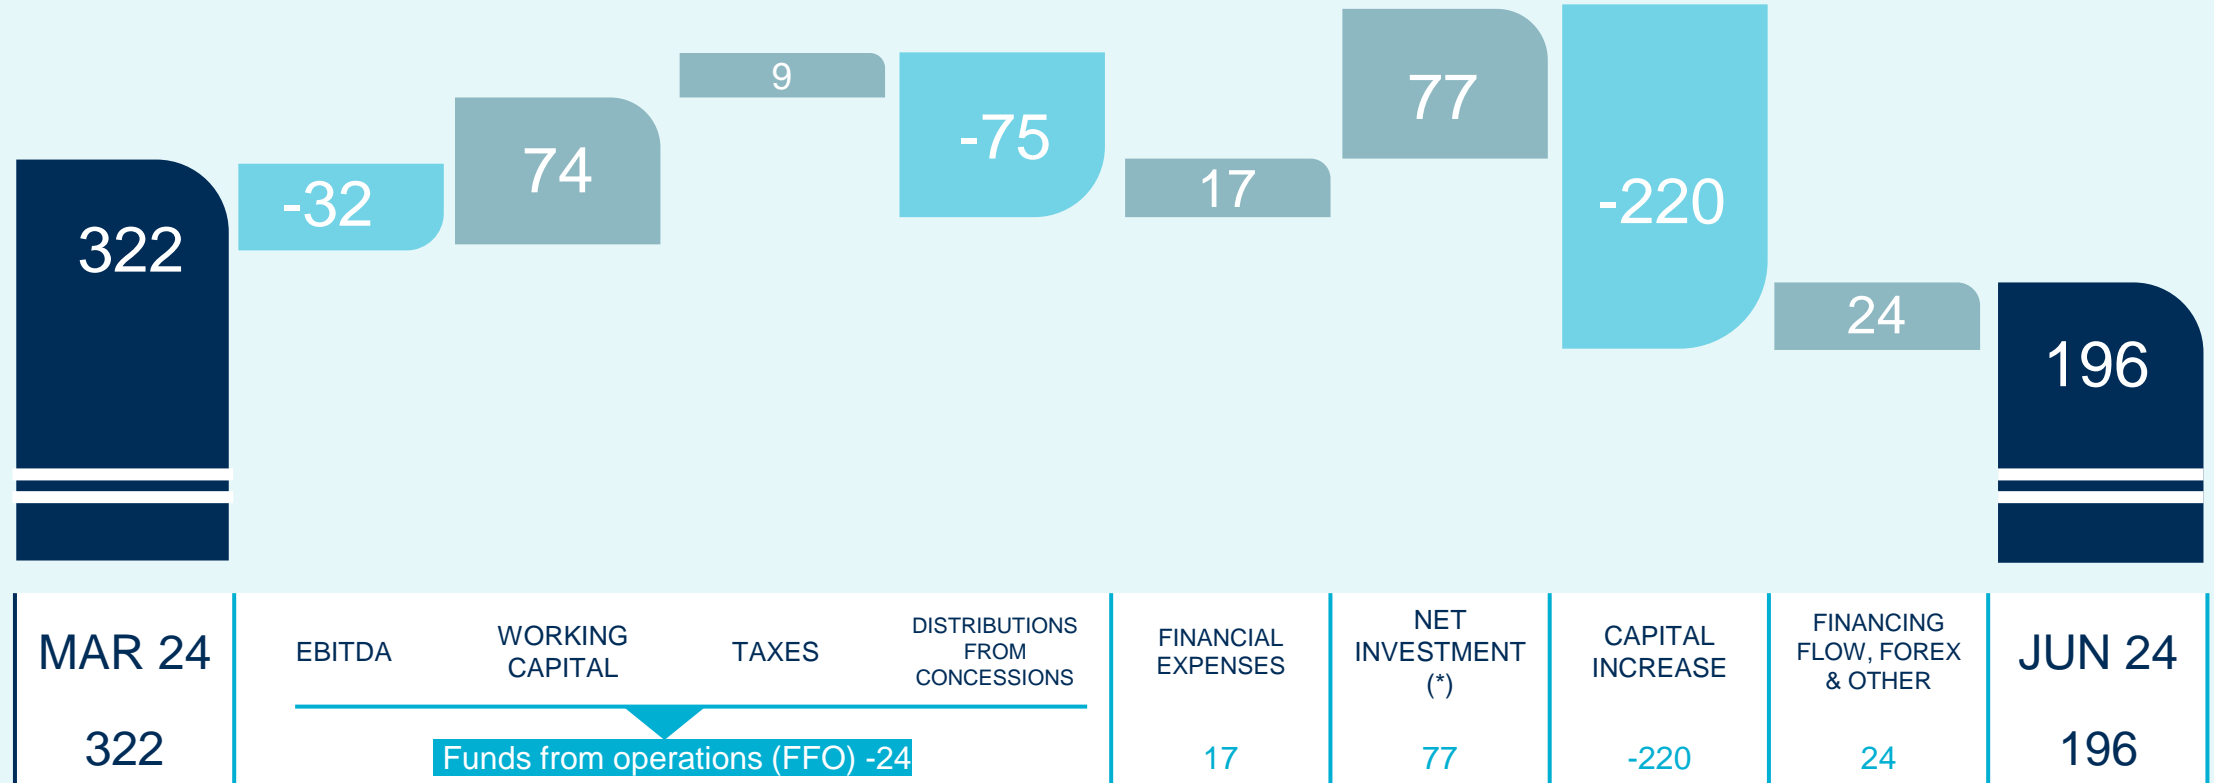 322
-32
74
9
-75
17
77
-220
24
196
MAR 24
EBITDA
WORKING
CAPITAL
TAXES
DISTRIBUTIONS
FROM
CONCESSIONS
FINANCIAL
EXPENSES
NET
INVESTMENT
(*)
CAPITAL
INCREASE
FINANCING
FLOW, FOREX
& OTHER
JUN 24
322
Funds from operations (FFO) -24
17
77
-220
24
196